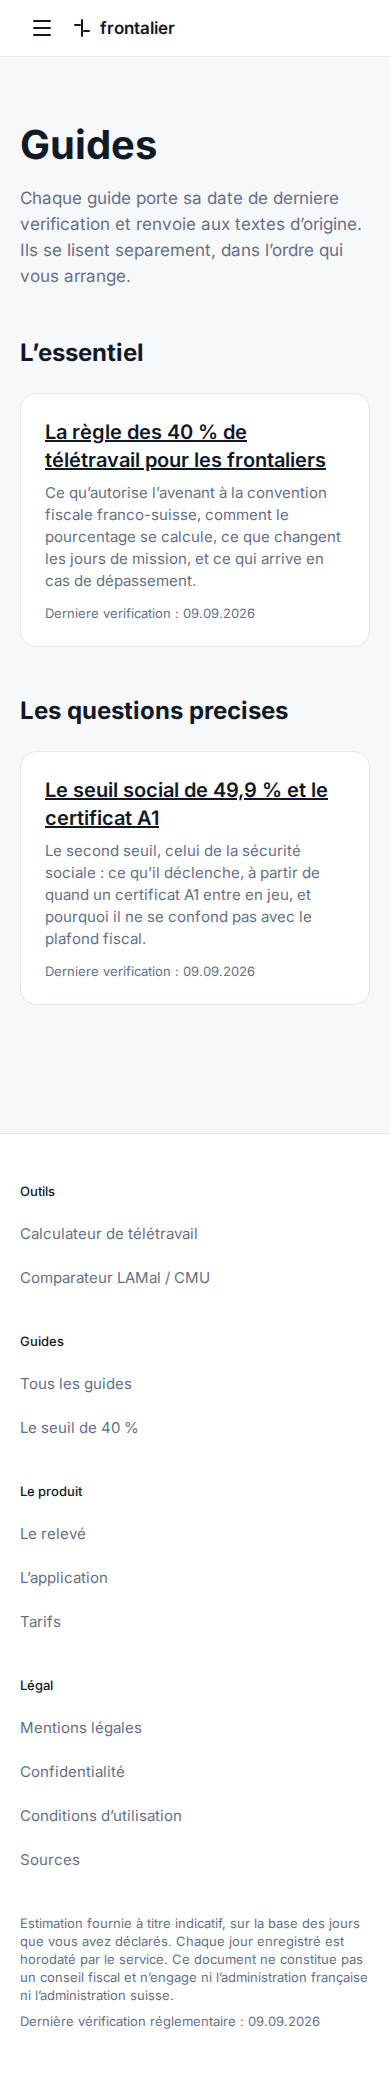 frontalier
Guides
Chaque guide porte sa date de derniere
verification et renvoie aux textes d’origine.
Ils se lisent separement, dans l’ordre qui
vous arrange.
L’essentiel
La règle des 40 % de
télétravail pour les frontaliers
Ce qu’autorise l’avenant à la convention
fiscale franco-suisse, comment le
pourcentage se calcule, ce que changent
les jours de mission, et ce qui arrive en
cas de dépassement.
Derniere verification : 09.09.2026
Les questions precises
Le seuil social de 49,9 % et le
certificat A1
Le second seuil, celui de la sécurité
sociale : ce qu’il déclenche, à partir de
quand un certificat A1 entre en jeu, et
pourquoi il ne se confond pas avec le
plafond fiscal.
Derniere verification : 09.09.2026
Outils
Calculateur de télétravail
Comparateur LAMal / CMU
Guides
Tous les guides
Le seuil de 40 %
Le produit
Le relevé
L’application
Tarifs
Légal
Mentions légales
Confidentialité
Conditions d’utilisation
Sources
Estimation fournie à titre indicatif, sur la base des jours
que vous avez déclarés. Chaque jour enregistré est
horodaté par le service. Ce document ne constitue pas
un conseil fiscal et n’engage ni l’administration française
ni l’administration suisse.
Dernière vérification réglementaire : 09.09.2026